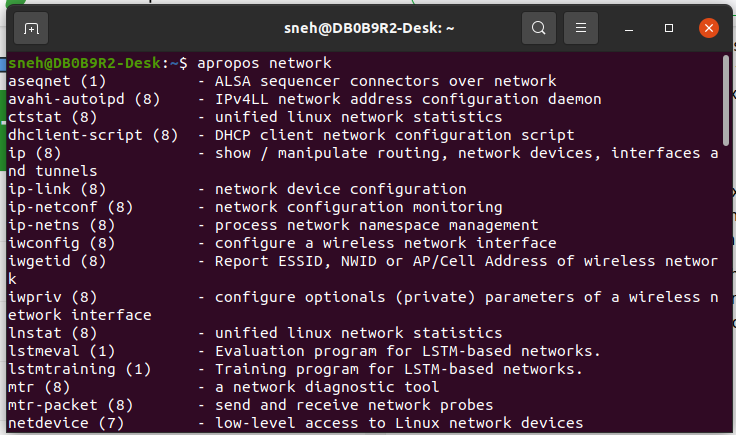 sneh@DB0B9R2-Desk: ~
sneh@DB0B9R2-Desk:~$ apropos network
aseqnet (1)          - ALSA sequencer connectors over network
avahi-autoipd (8)    - IPv4LL network address configuration daemon
ctstat (8)           - unified linux network statistics
dhclient-script (8)  - DHCP client network configuration script
ip (8)               - show / manipulate routing, network devices, interfaces a
nd tunnels
ip-link (8)          - network device configuration
ip-netconf (8)       - network configuration monitoring
ip-netns (8)         - process network namespace management
iwconfig (8)         - configure a wireless network interface
iwgetid (8)          - Report ESSID, NWID or AP/Cell Address of wireless networ
k
iwpriv (8)           - configure optionals (private) parameters of a wireless n
etwork interface
lnstat (8)           - unified linux network statistics
lstmeval (1)         - Evaluation program for LSTM-based networks.
lstmtraining (1)     - Training program for LSTM-based networks.
mtr (8)              - a network diagnostic tool
mtr-packet (8)       - send and receive network probes
netdevice (7)        - low-level access to Linux network devices